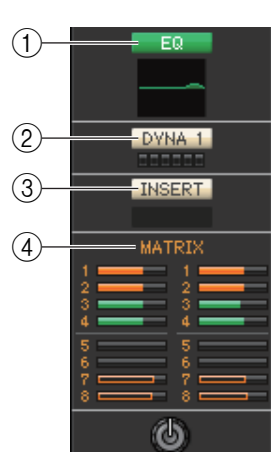 ① EQ
② DYNA 1
③ INSERT
④ MATRIX
1 1
2 2
3 3
4 4
5 5
6 6
7 7
8 8